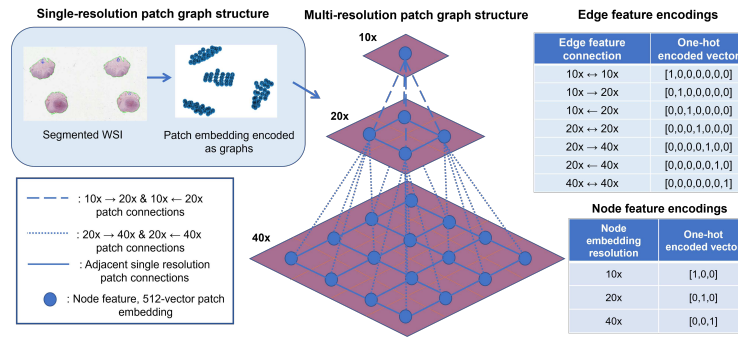 Single-resolution patch graph structure
Segmented WSI
Patch embedding encoded
as graphs
: 10x → 20x & 10x ← 20x
patch connections
: 20x → 40x & 20x ← 40x
patch connections
: Adjacent single resolution
patch connections
: Node feature, 512-vector patch
embedding
Multi-resolution patch graph structure
10x
20x
40x
Edge feature encodings
Edge feature
connection
One-hot
encoded vector
10x ↔ 10x
[1,0,0,0,0,0,0]
10x → 20x
[0,1,0,0,0,0,0]
10x ← 20x
[0,0,1,0,0,0,0]
20x ↔ 20x
[0,0,0,1,0,0,0]
20x → 40x
[0,0,0,0,1,0,0]
20x ← 40x
[0,0,0,0,0,1,0]
40x ↔ 40x
[0,0,0,0,0,0,1]
Node feature encodings
Node
embedding
resolution
One-hot
encoded vector
10x
[1,0,0]
20x
[0,1,0]
40x
[0,0,1]